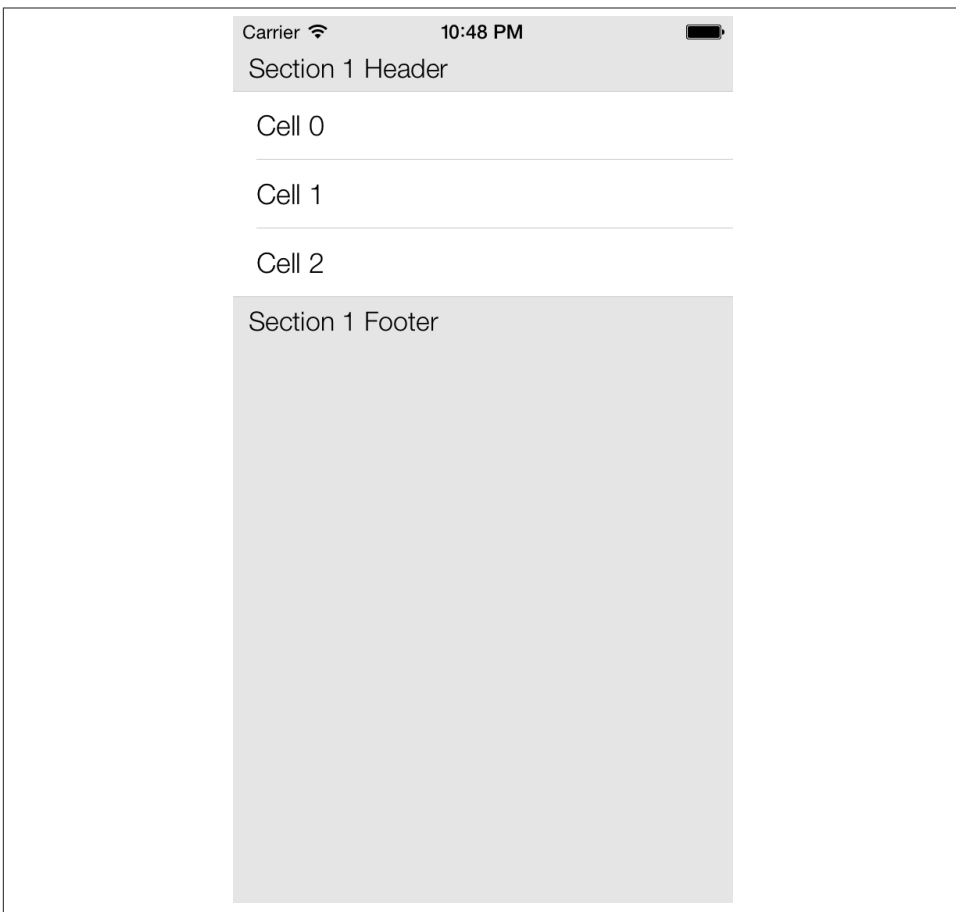 Carrier 10:48 PM
Section 1 Header
Cell 0
Cell 1
Cell 2
Section 1 Footer